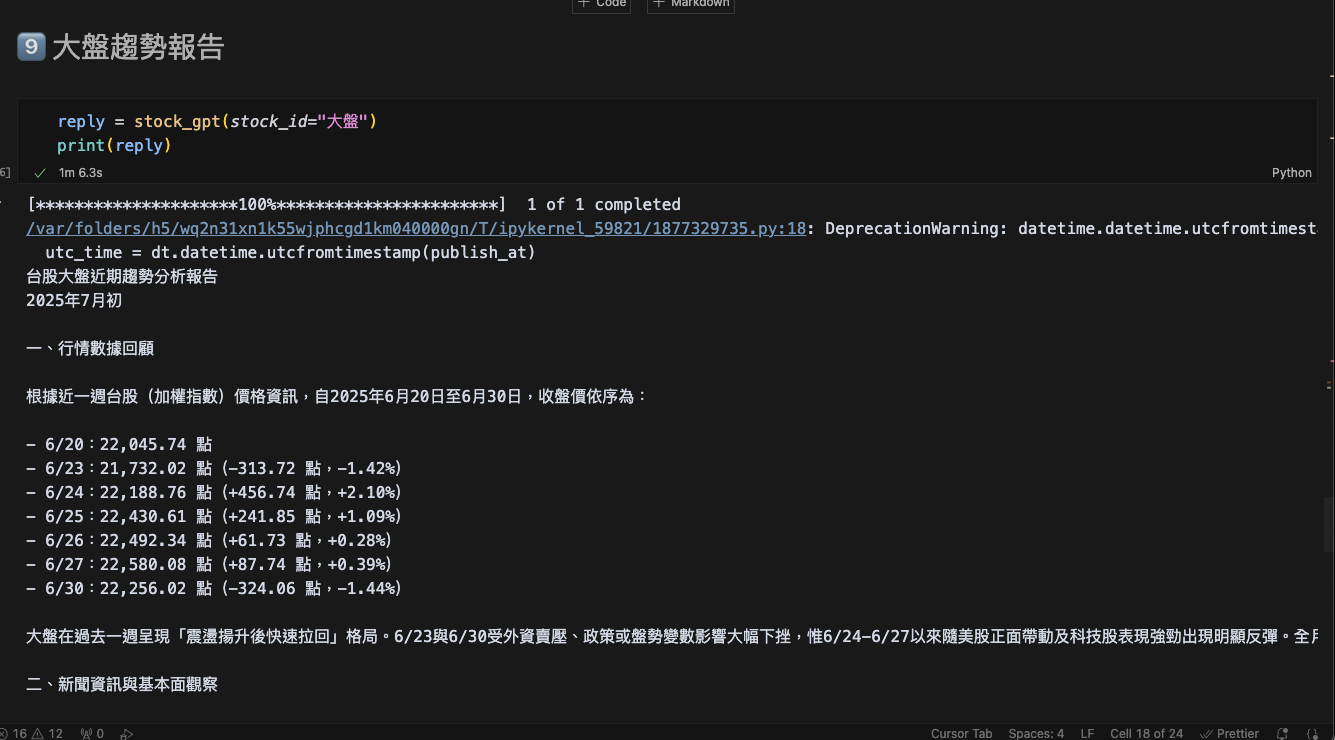 + Code + Markdown
9 大盤趨勢報告
reply = stock_gpt(stock_id="大盤")
print(reply)
6] ✓ 1m 6.3s Python
[*********************100%***********************] 1 of 1 completed
/var/folders/h5/wq2n31xn1k55wjphcgd1km040000gn/T/ipykernel_59821/1877329735.py:18: DeprecationWarning: datetime.datetime.utcfromtimest
utc_time = dt.datetime.utcfromtimestamp(publish_at)
台股大盤近期趨勢分析報告
2025年7月初
一、行情數據回顧
根據近一週台股（加權指數）價格資訊，自2025年6月20日至6月30日，收盤價依序為：
- 6/20：22,045.74 點
- 6/23：21,732.02 點（-313.72 點，-1.42%）
- 6/24：22,188.76 點（+456.74 點，+2.10%）
- 6/25：22,430.61 點（+241.85 點，+1.09%）
- 6/26：22,492.34 點（+61.73 點，+0.28%）
- 6/27：22,580.08 點（+87.74 點，+0.39%）
- 6/30：22,256.02 點（-324.06 點，-1.44%）
大盤在過去一週呈現「震盪揚升後快速拉回」格局。6/23與6/30受外資賣壓、政策或盤勢變數影響大幅下挫，惟6/24-6/27以來隨美股正面帶動及科技股表現強勁出現明顯反彈。全月
二、新聞資訊與基本面觀察
16 12 0 Cursor Tab Spaces: 4 LF Cell 18 of 24 Prettier